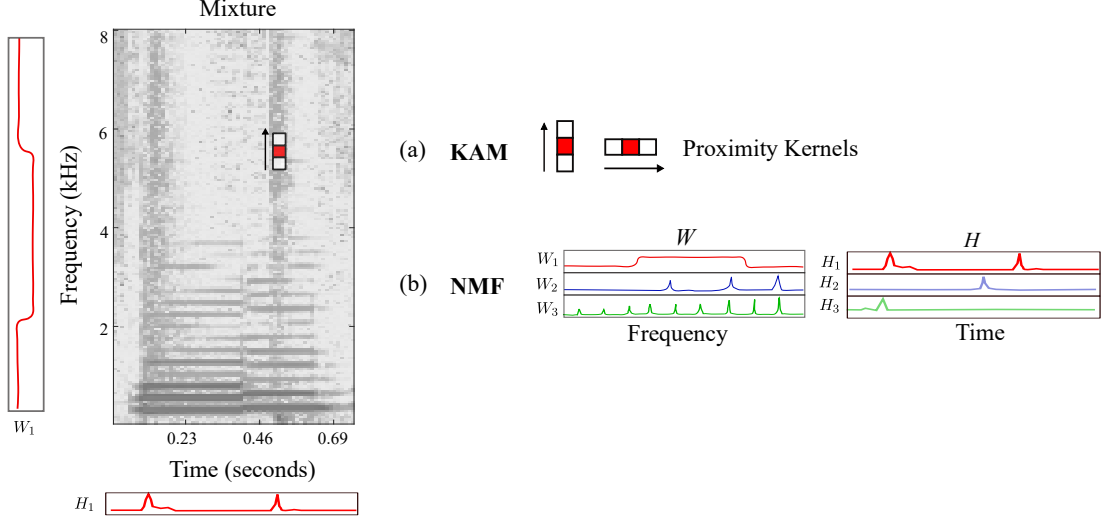 Mixture
8
6
4
2
Frequency (kHz)
0.23 0.46 0.69
Time (seconds)
W₁
H₁
(a) KAM Proximity Kernels
(b) NMF
W
W₁
W₂
W₃
Frequency
H
H₁
H₂
H₃
Time